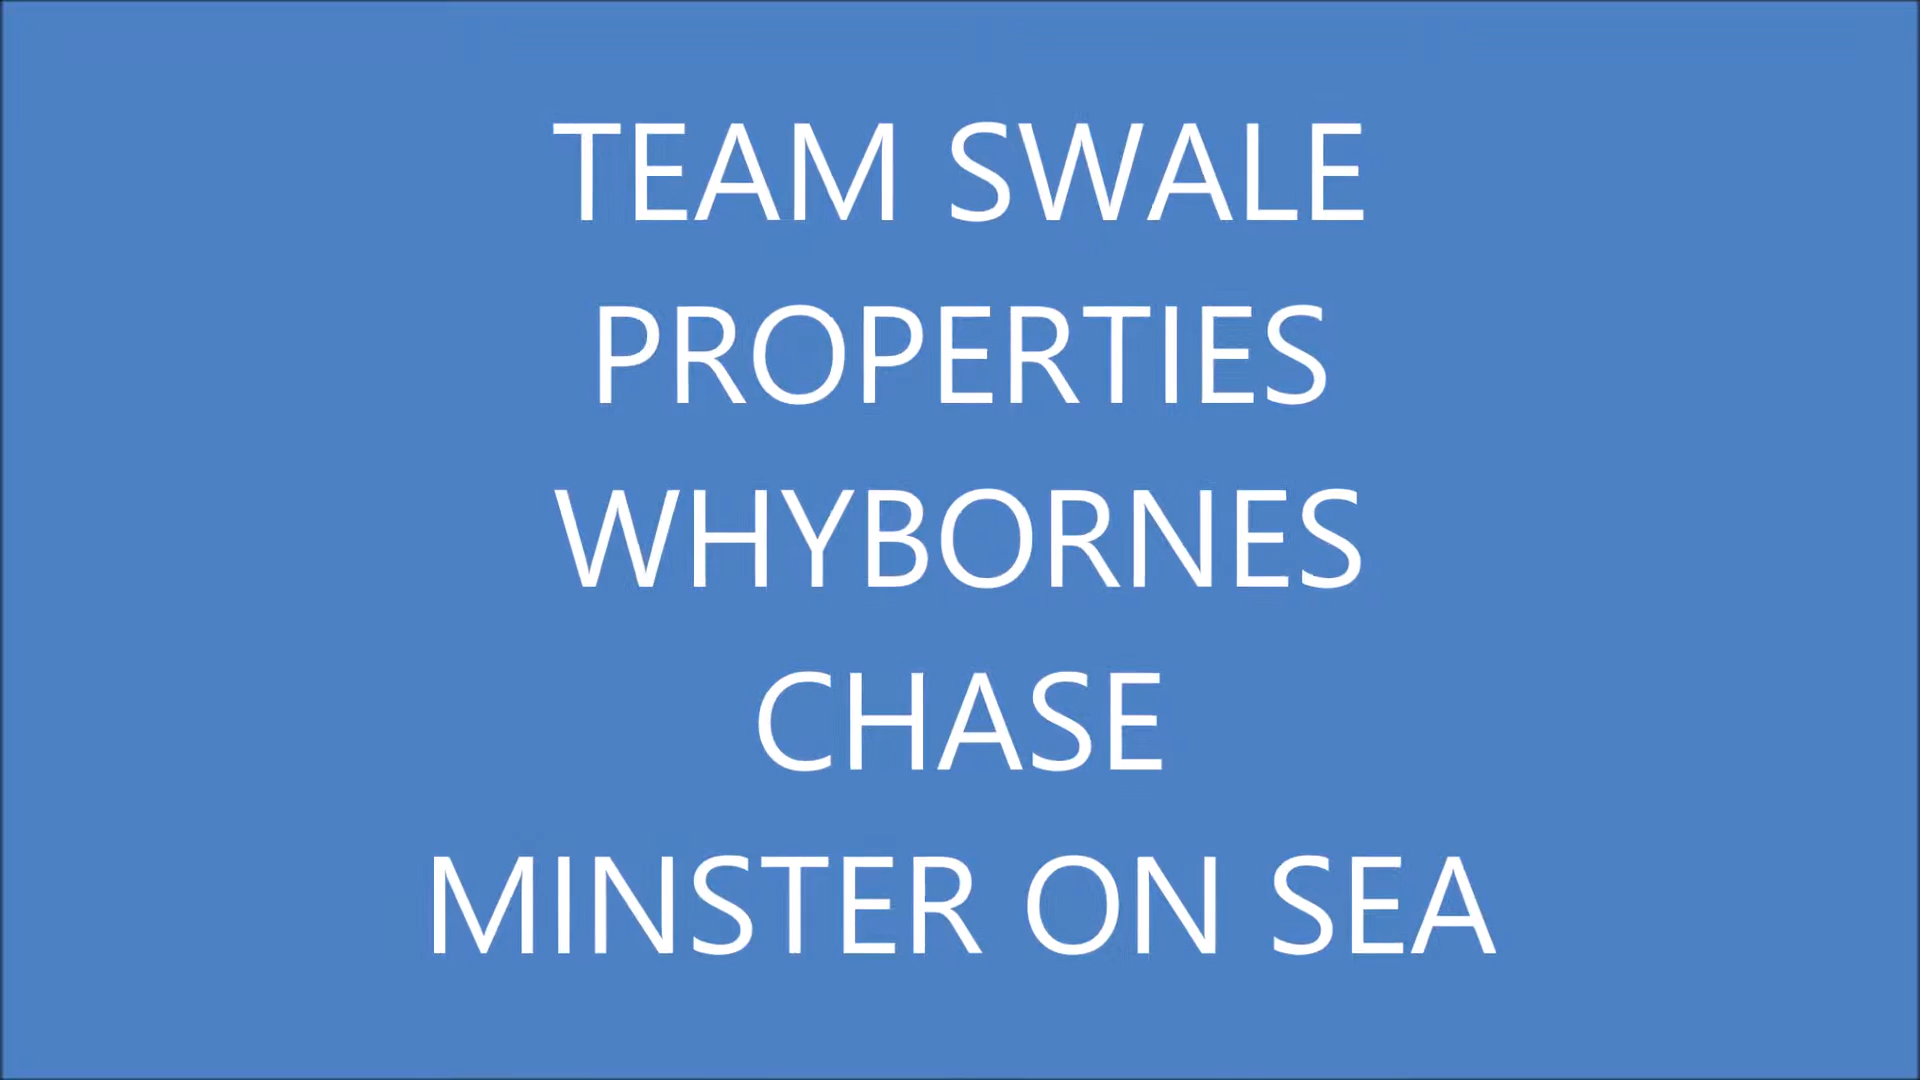 TEAM SWALE
PROPERTIES
WHYBORNES
CHASE
MINSTER ON SEA